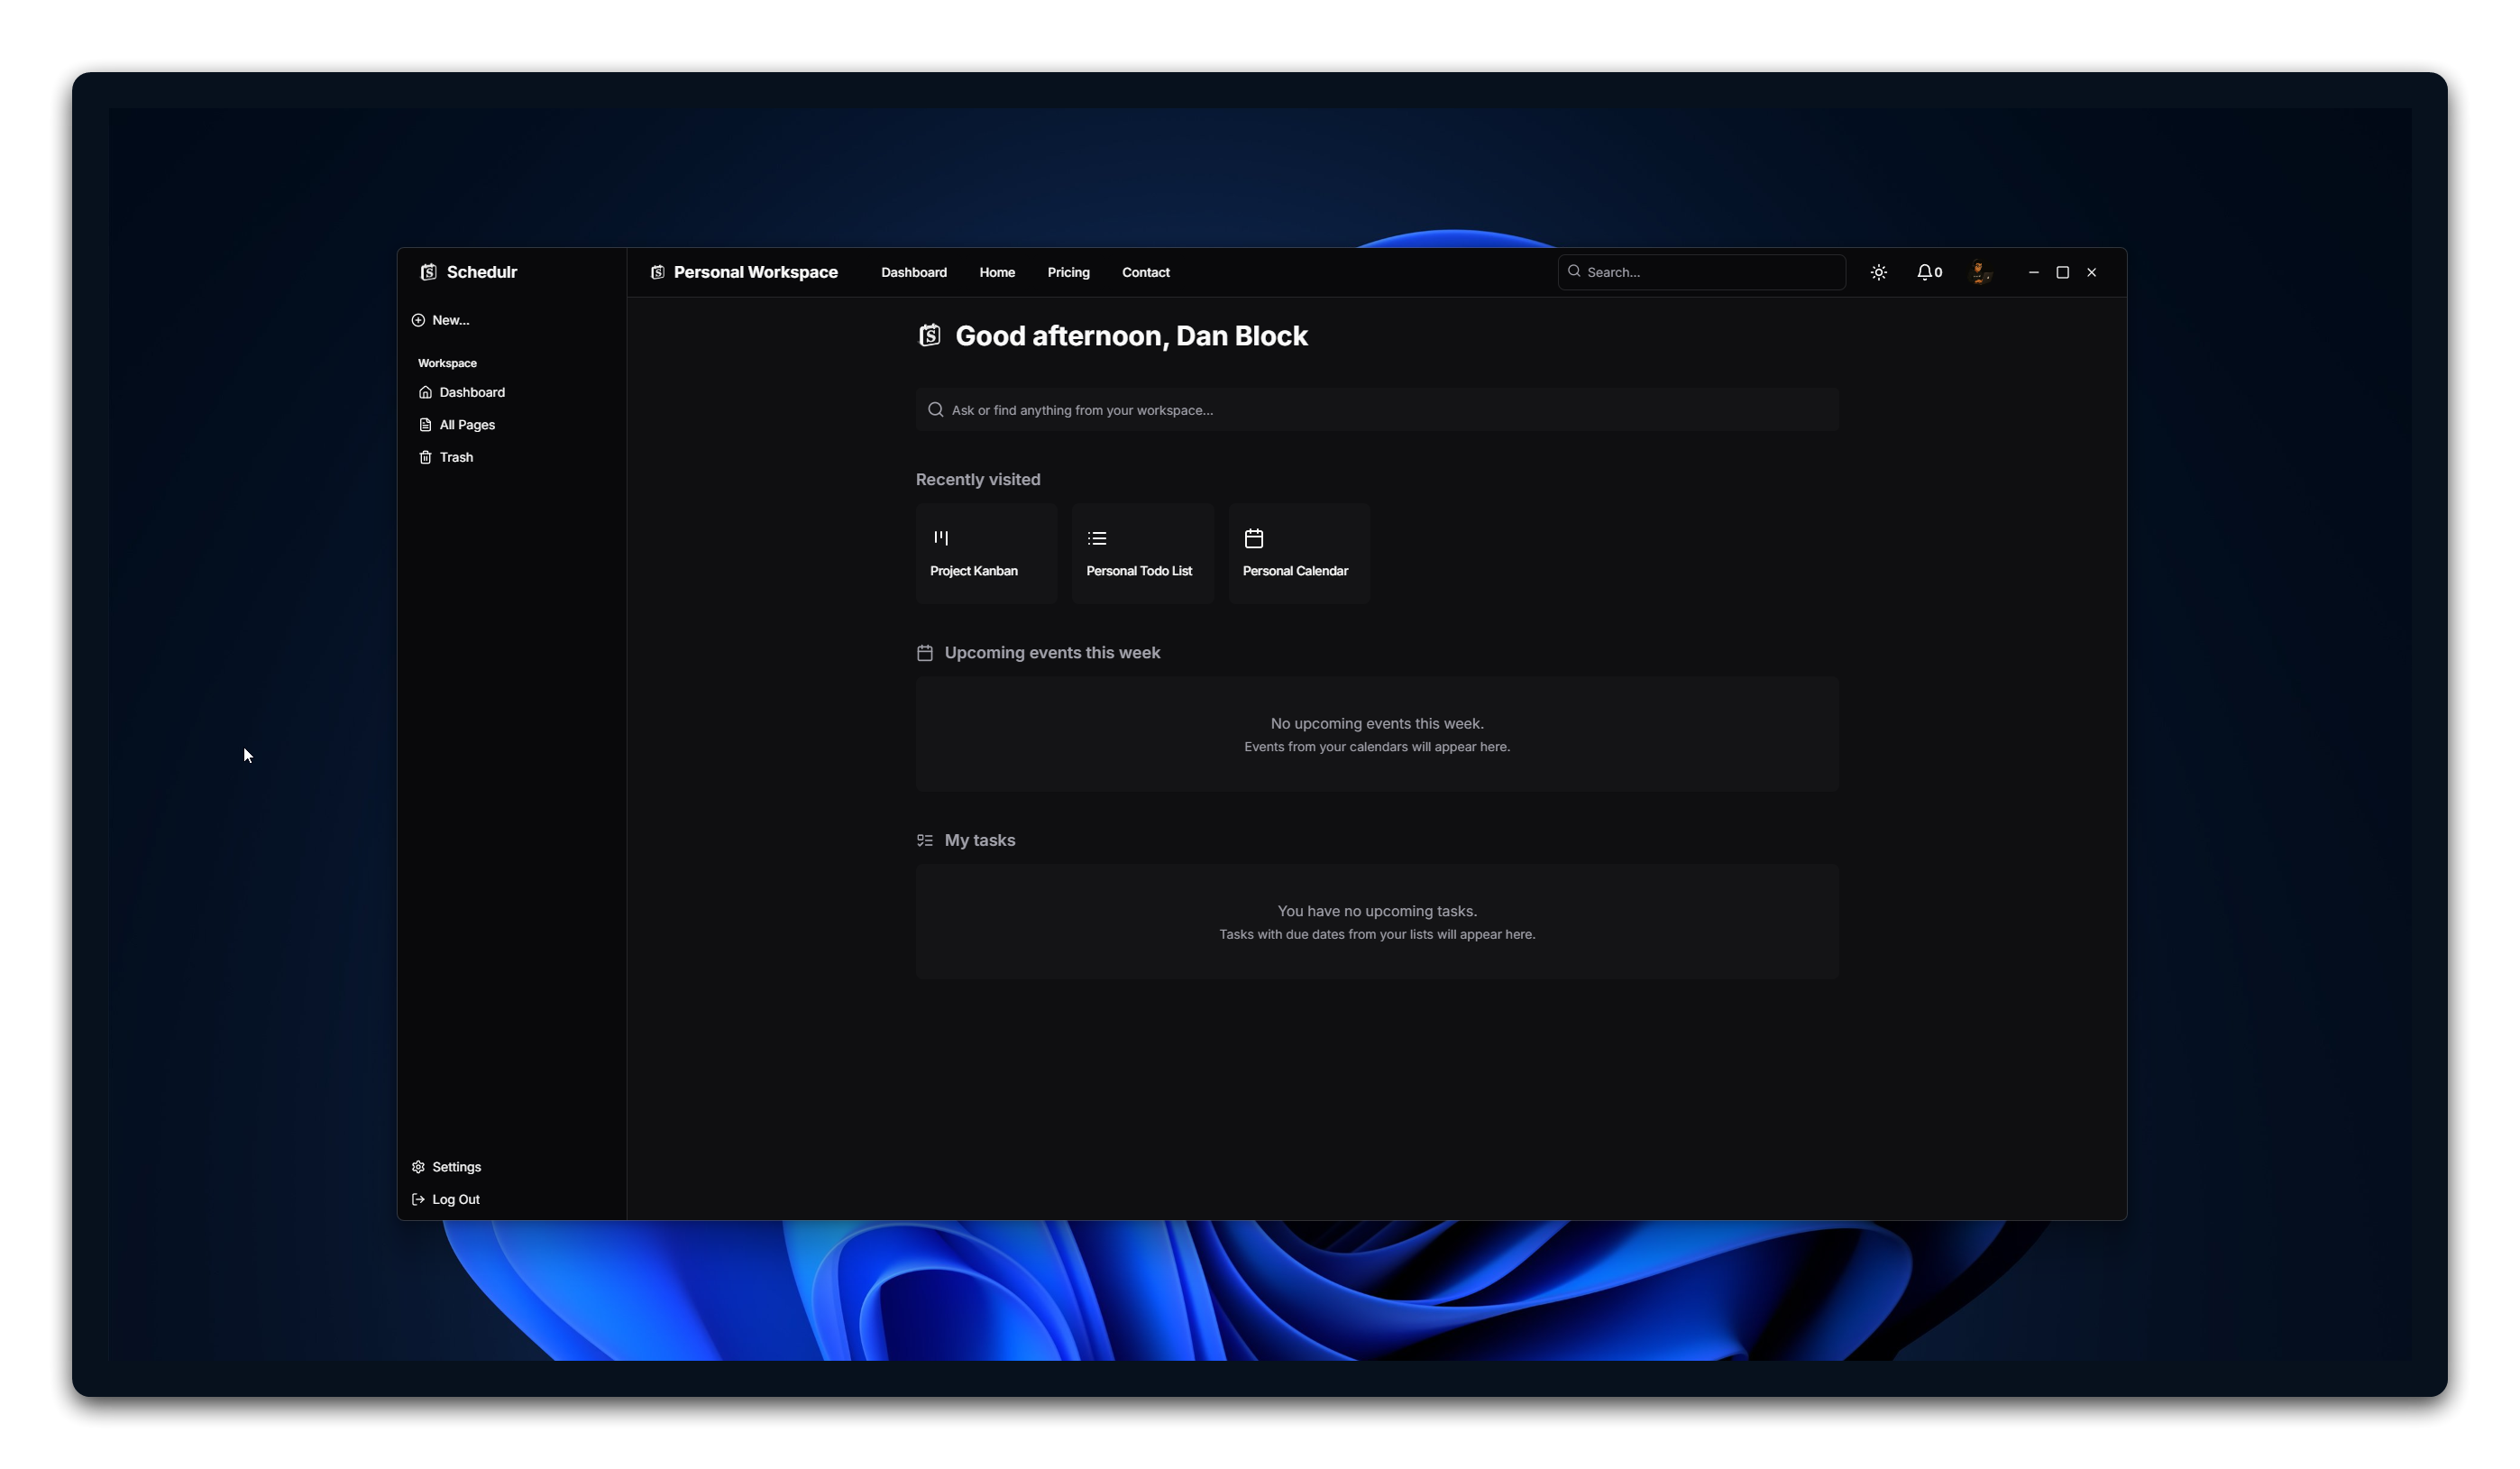 Schedulr
Personal Workspace
Dashboard
Home
Pricing
Contact
Search...
0
New...
Workspace
Dashboard
All Pages
Trash
Settings
Log Out
Good afternoon, Dan Block
Ask or find anything from your workspace...
Recently visited
Project Kanban
Personal Todo List
Personal Calendar
Upcoming events this week
No upcoming events this week.
Events from your calendars will appear here.
My tasks
You have no upcoming tasks.
Tasks with due dates from your lists will appear here.